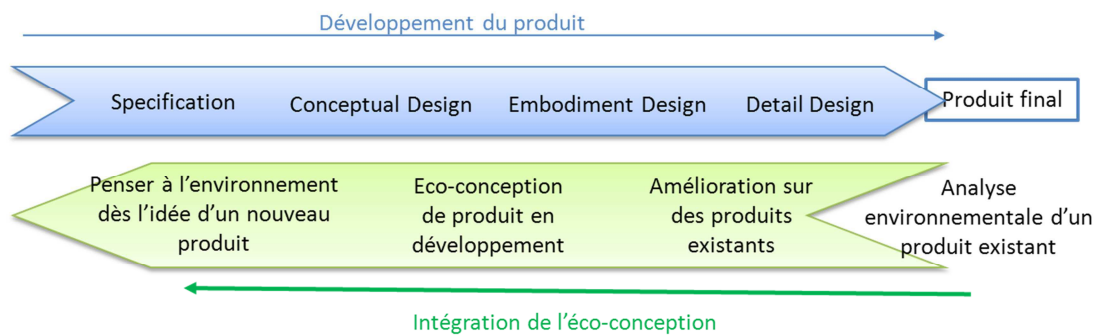 Développement du produit
Specification
Conceptual Design
Embodiment Design
Detail Design
Produit final
Penser à l'environnement
dès l'idée d'un nouveau
produit
Eco-conception
de produit en
développement
Amélioration sur
des produits
existants
Analyse
environnementale d'un
produit existant
Intégration de l'éco-conception